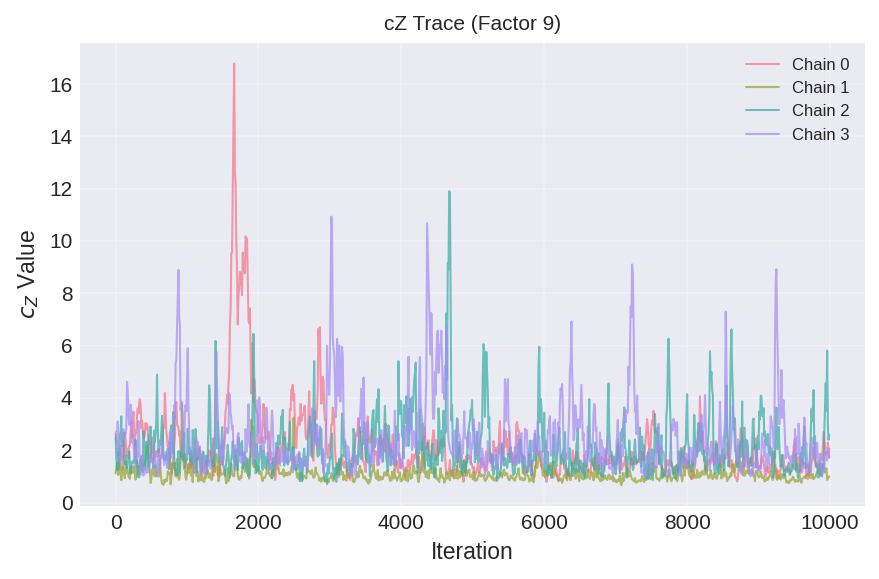 cZ Trace (Factor 9)
Chain 0
Chain 1
Chain 2
Chain 3
16
14
12
10
8
6
4
2
0
c_Z Value
0 2000 4000 6000 8000 10000
Iteration